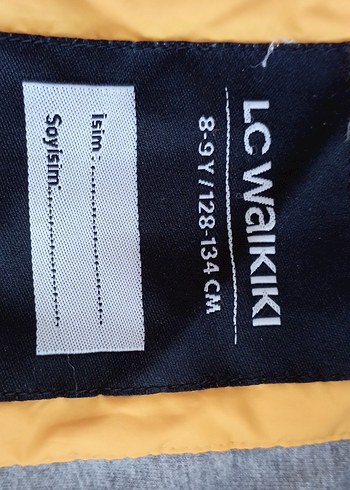 LC WAIKIKI
8-9 Y / 128-134 CM
İsim:....................
Soyisim:....................